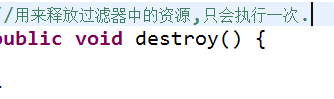 //用来释放过滤器中的资源,只会执行一次.
public void destroy() {